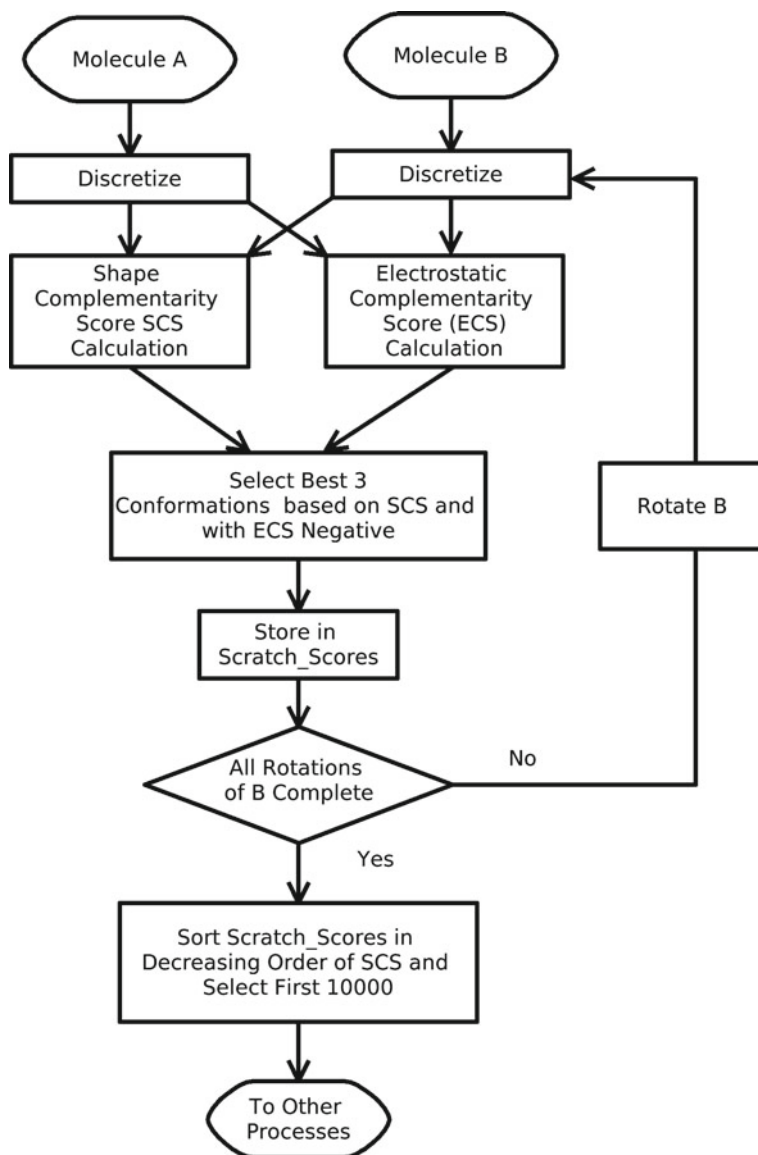 Molecule A
Molecule B
Discretize
Discretize
Shape
Complementarity
Score SCS
Calculation
Electrostatic
Complementarity
Score (ECS)
Calculation
Select Best 3
Conformations based on SCS and
with ECS Negative
Rotate B
Store in
Scratch_Scores
All Rotations
of B Complete
No
Yes
Sort Scratch_Scores in
Decreasing Order of SCS and
Select First 10000
To Other
Processes